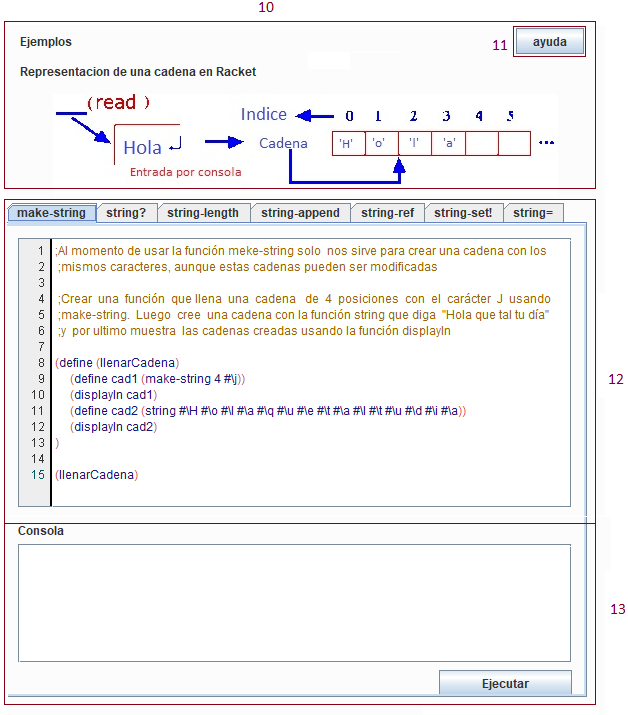 10
Ejemplos
11
ayuda
Representacion de una cadena en Racket
(read )
Indice 0 1 2 3 4 5
Hola
Cadena 'H' 'o' 'l' 'a' ...
Entrada por consola
make-string string? string-length string-append string-ref string-set! string=
1 ;Al momento de usar la función meke-string solo nos sirve para crear una cadena con los
2 ;mismos caracteres, aunque estas cadenas pueden ser modificadas
3
4 ;Crear una función que llena una cadena de 4 posiciones con el carácter J usando
5 ;make-string. Luego cree una cadena con la función string que diga "Hola que tal tu día"
6 ;y por ultimo muestra las cadenas creadas usando la función displayln
7
8 (define (llenarCadena)
9 (define cad1 (make-string 4 #\j))
10 (displayln cad1)
11 (define cad2 (string #\H #\o #\l #\a #\q #\u #\e #\t #\a #\l #\t #\u #\d #\i #\a))
12 (displayln cad2)
13 )
14
15 (llenarCadena)
12
Consola
13
Ejecutar